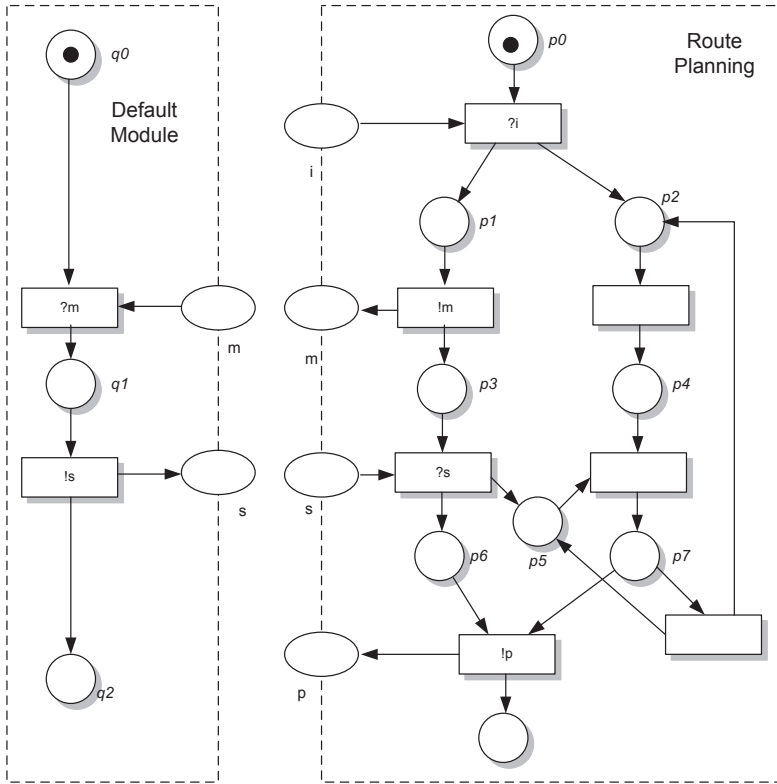 q0
Default
Module
?m
m
q1
!s
s
q2
p0
Route
Planning
?i
i
p1
p2
!m
m
p3
p4
?s
s
p5
p6
p7
!p
p